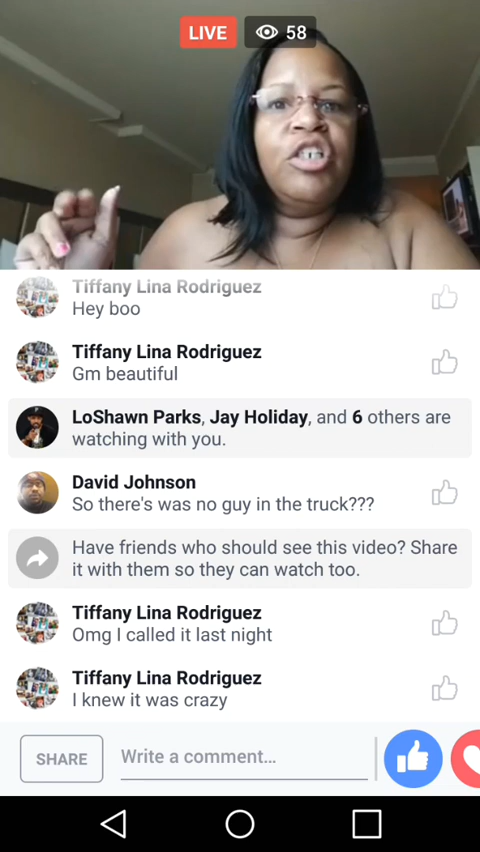 LIVE 58
Tiffany Lina Rodriguez
Hey boo
Tiffany Lina Rodriguez
Gm beautiful
LoShawn Parks, Jay Holiday, and 6 others are
watching with you.
David Johnson
So there's was no guy in the truck???
Have friends who should see this video? Share
it with them so they can watch too.
Tiffany Lina Rodriguez
Omg I called it last night
Tiffany Lina Rodriguez
I knew it was crazy
SHARE Write a comment...